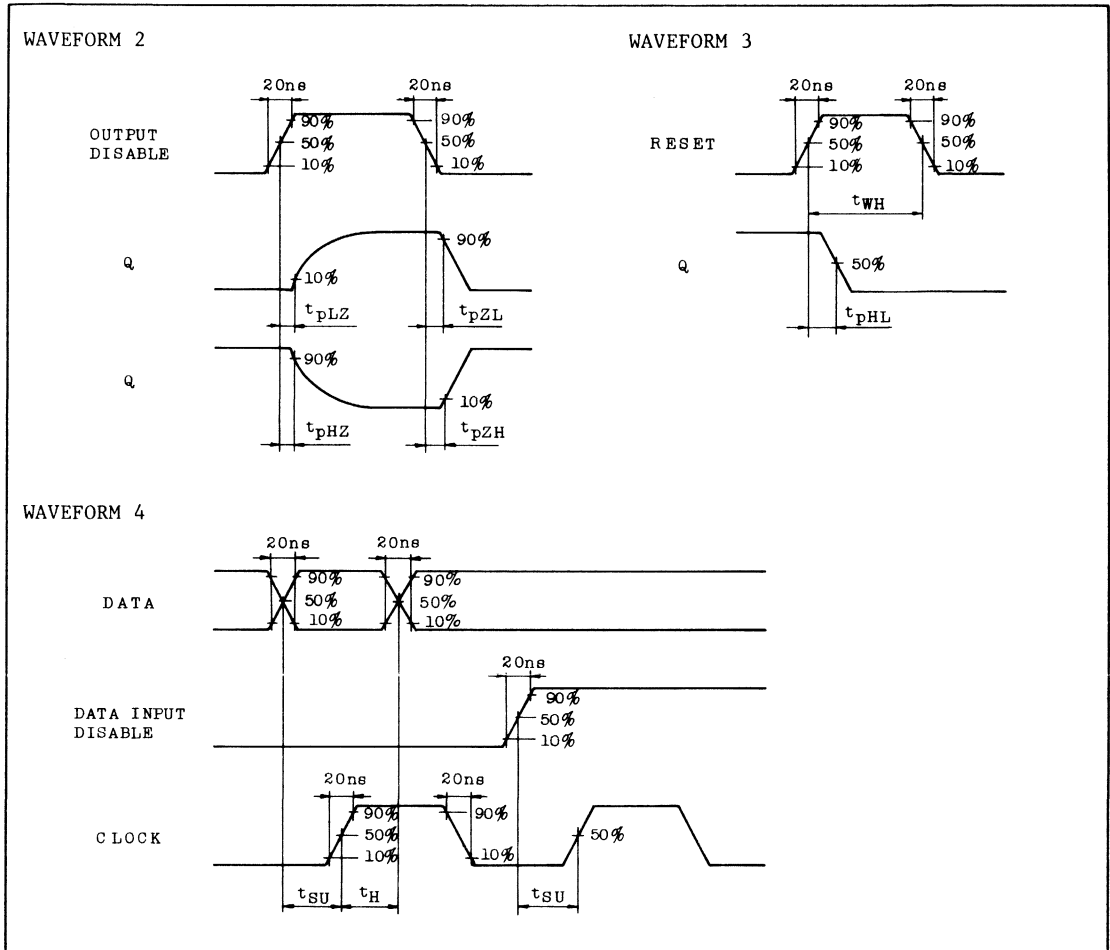 WAVEFORM 2
20ns 20ns
OUTPUT
DISABLE
90% 90%
50% 50%
10% 10%
Q
90%
10%
tpLZ tpZL
Q
90%
10%
tpHZ tpZH
WAVEFORM 3
20ns 20ns
RESET
90% 90%
50% 50%
10% 10%
tWH
Q
50%
tpHL
WAVEFORM 4
20ns 20ns
DATA
90% 90%
50% 50%
10% 10%
20ns
DATA INPUT
DISABLE
90%
50%
10%
20ns 20ns
CLOCK
90% 90%
50% 50%
10% 10%
tSU tH tSU